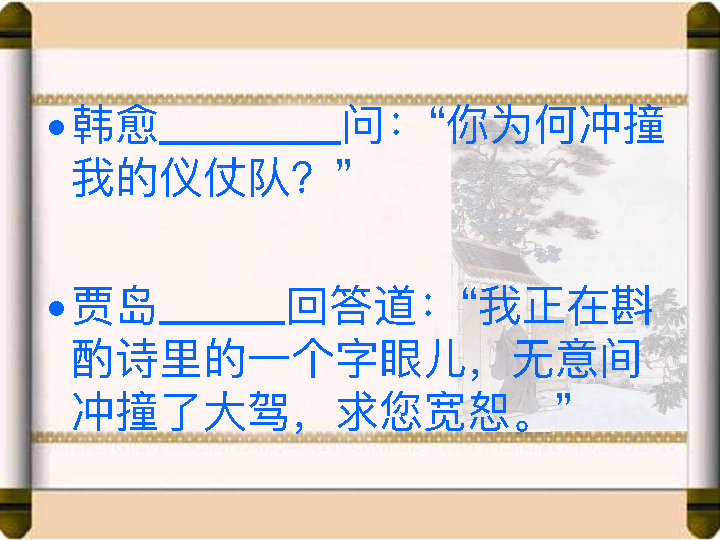 •韩愈_________问：“你为何冲撞
我的仪仗队？”
•贾岛______回答道：“我正在斟
酌诗里的一个字眼儿，无意间
冲撞了大驾，求您宽恕。”